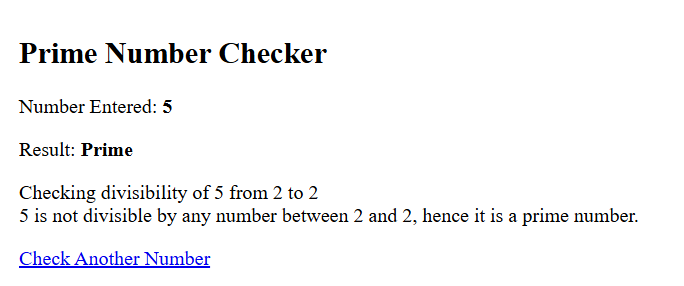 Prime Number Checker
Number Entered: 5
Result: Prime
Checking divisibility of 5 from 2 to 2
5 is not divisible by any number between 2 and 2, hence it is a prime number.
Check Another Number